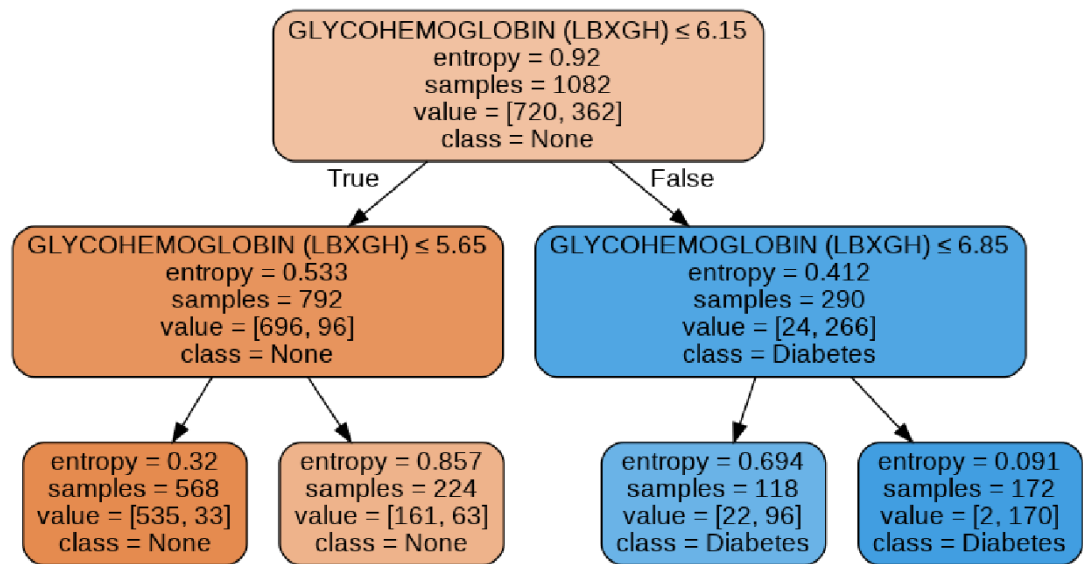 GLYCOHEMOGLOBIN (LBXGH) ≤ 6.15
entropy = 0.92
samples = 1082
value = [720, 362]
class = None
True
False
GLYCOHEMOGLOBIN (LBXGH) ≤ 5.65
entropy = 0.533
samples = 792
value = [696, 96]
class = None
GLYCOHEMOGLOBIN (LBXGH) ≤ 6.85
entropy = 0.412
samples = 290
value = [24, 266]
class = Diabetes
entropy = 0.32
samples = 568
value = [535, 33]
class = None
entropy = 0.857
samples = 224
value = [161, 63]
class = None
entropy = 0.694
samples = 118
value = [22, 96]
class = Diabetes
entropy = 0.091
samples = 172
value = [2, 170]
class = Diabetes